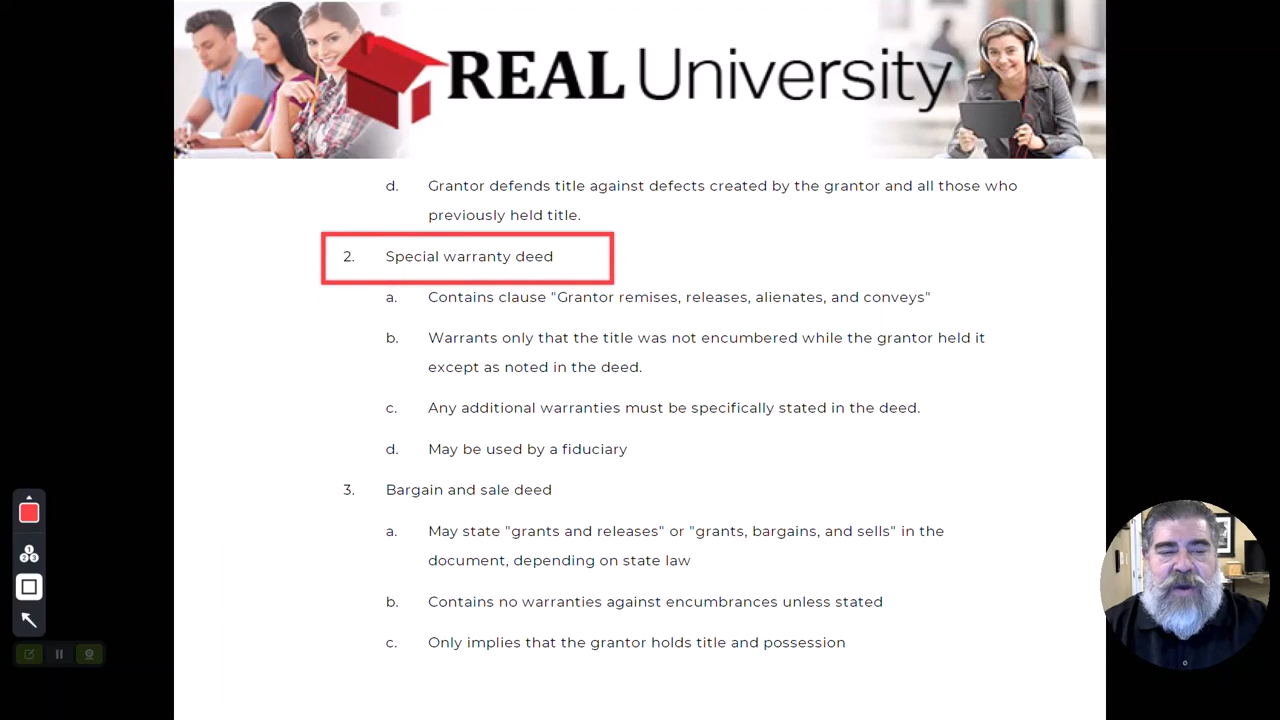 REAL University
d. Grantor defends title against defects created by the grantor and all those who
previously held title.
2. Special warranty deed
a. Contains clause "Grantor remises, releases, alienates, and conveys"
b. Warrants only that the title was not encumbered while the grantor held it
except as noted in the deed.
c. Any additional warranties must be specifically stated in the deed.
d. May be used by a fiduciary
3. Bargain and sale deed
a. May state "grants and releases" or "grants, bargains, and sells" in the
document, depending on state law
b. Contains no warranties against encumbrances unless stated
c. Only implies that the grantor holds title and possession